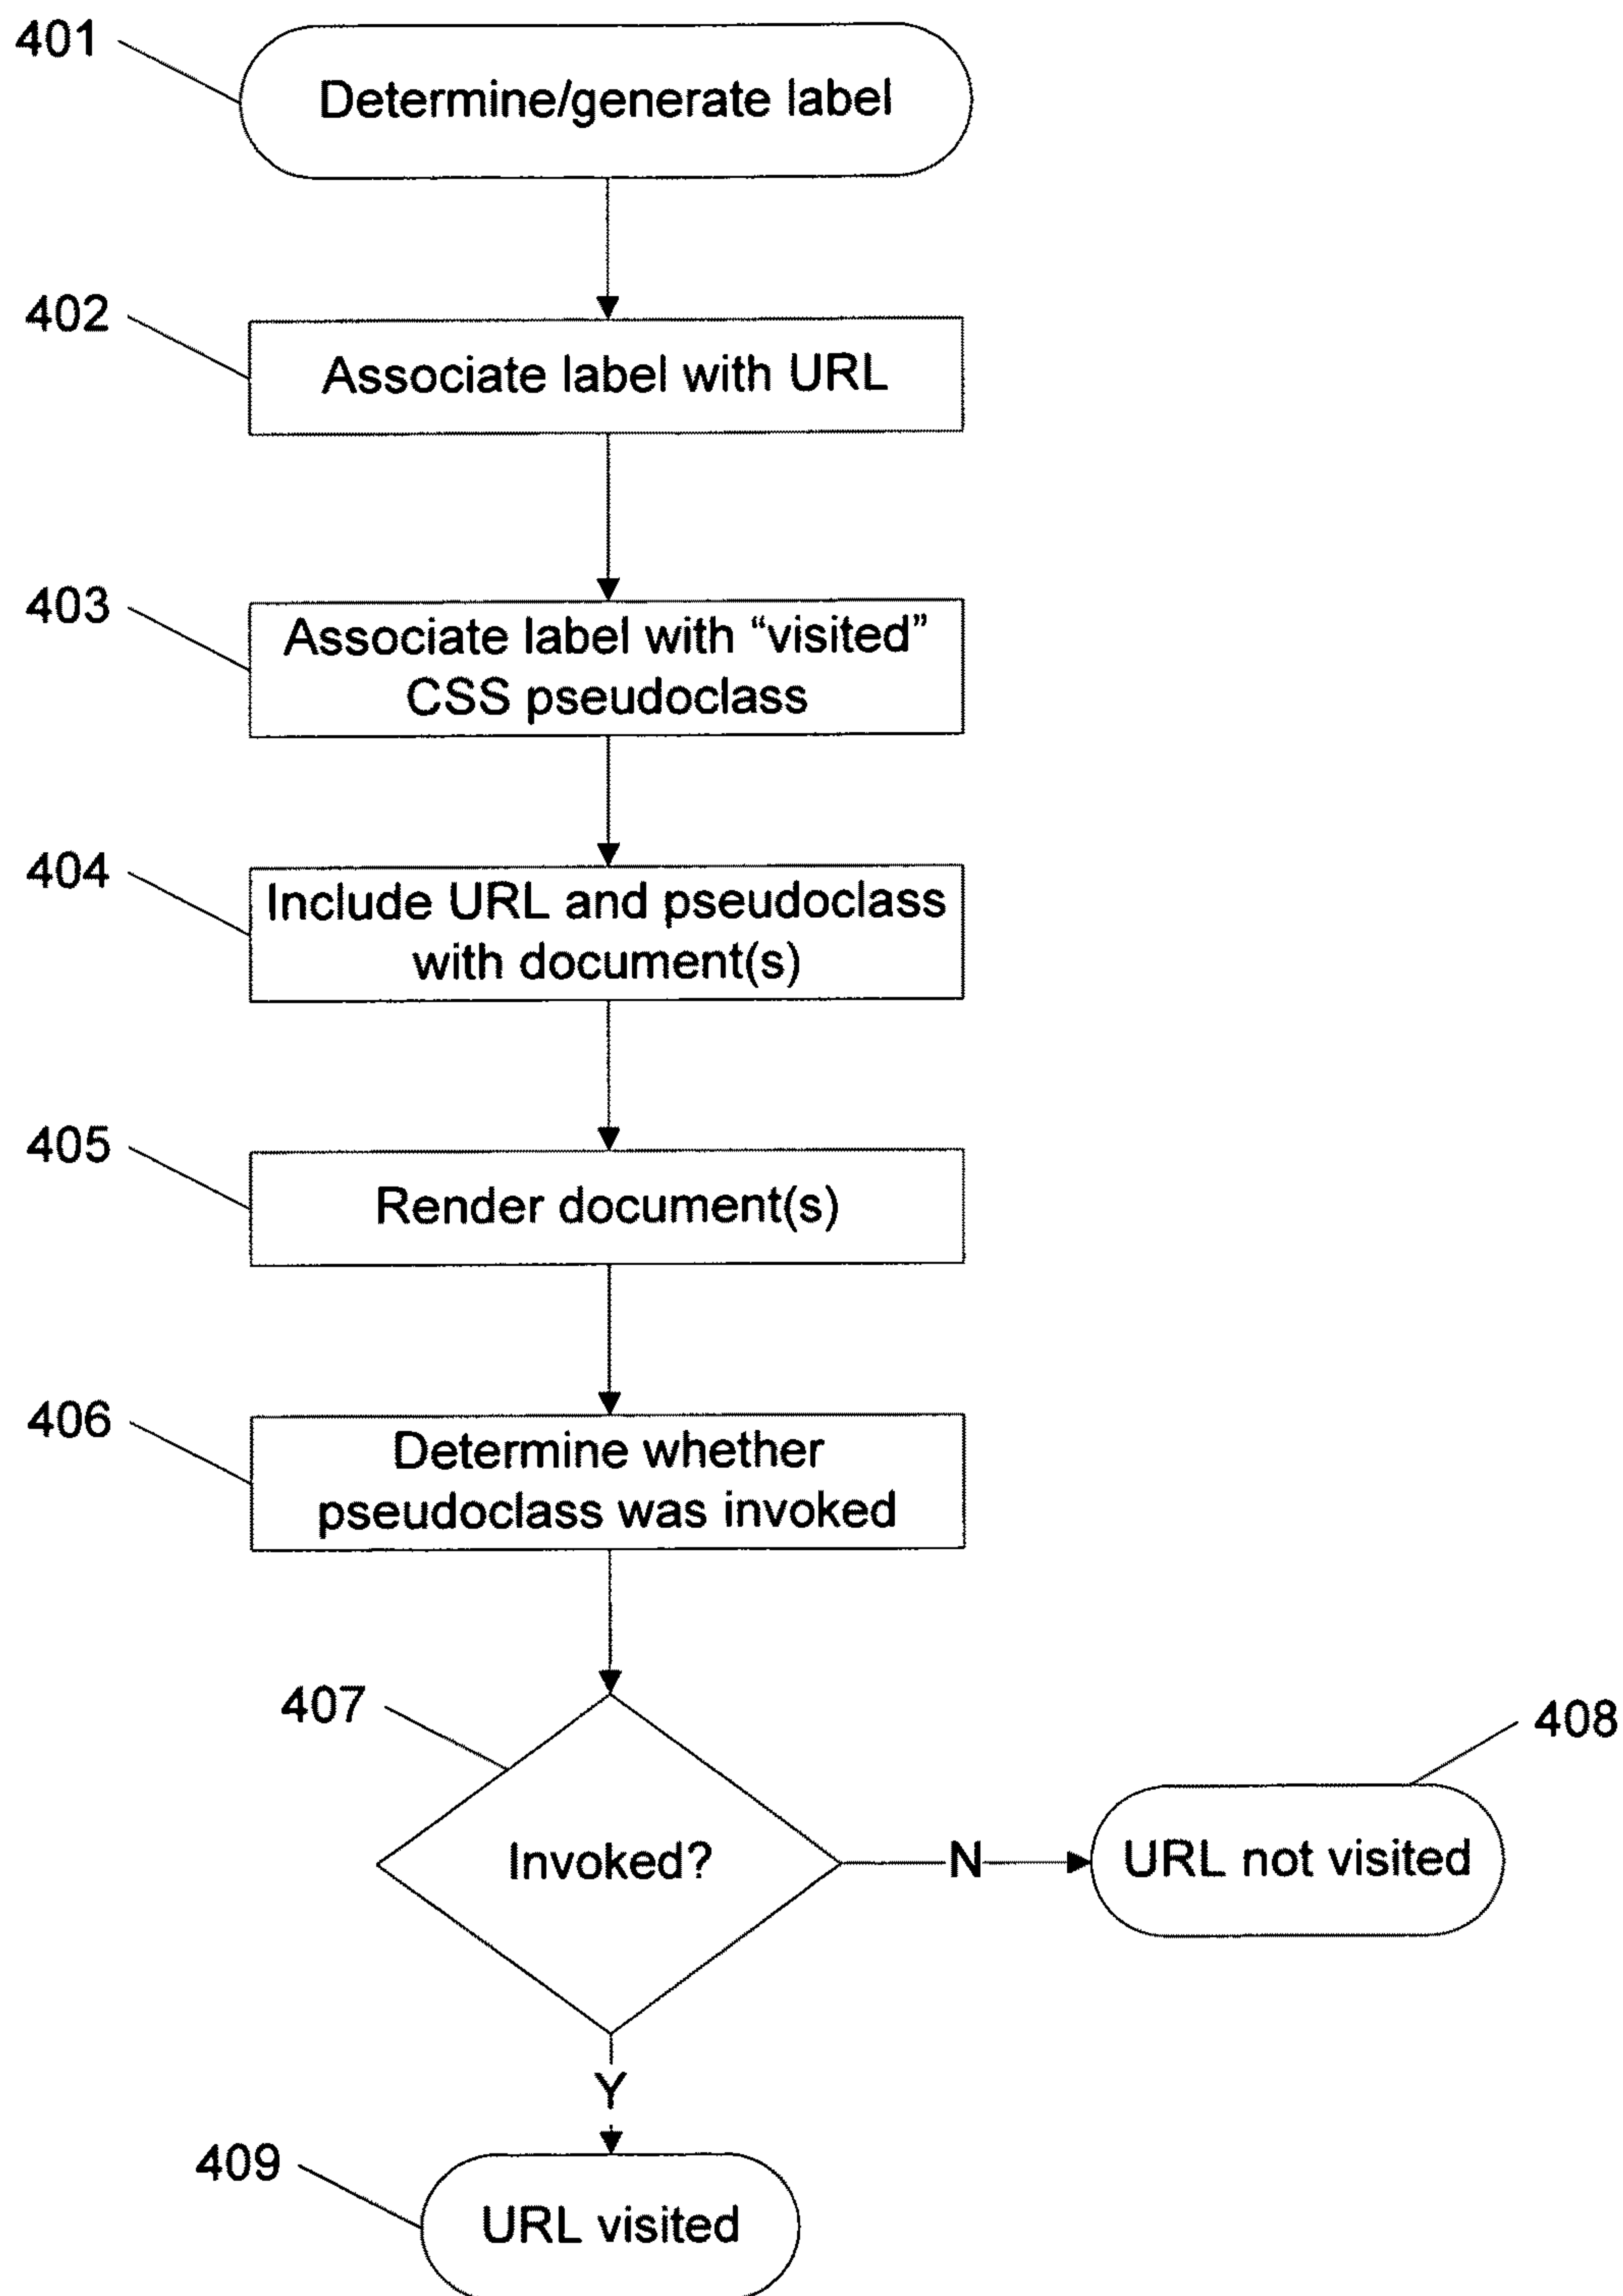 401
Determine/generate label
402
Associate label with URL
403
Associate label with “visited”
CSS pseudoclass
404
Include URL and pseudoclass
with document(s)
405
Render document(s)
406
Determine whether
pseudoclass was invoked
407
408
Invoked?
N
URL not visited
Y
409
URL visited